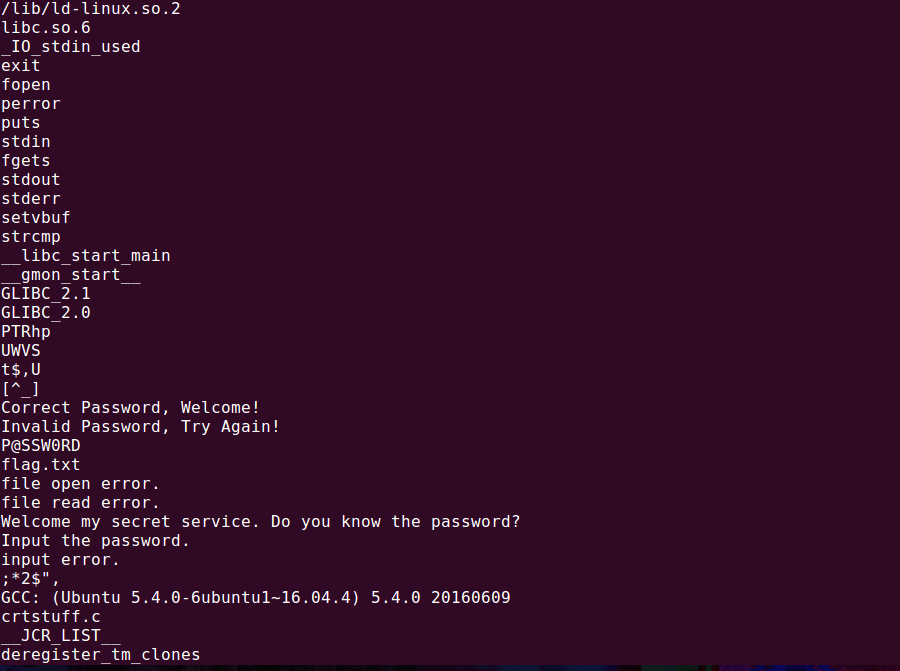 /lib/ld-linux.so.2
libc.so.6
_IO_stdin_used
exit
fopen
perror
puts
stdin
fgets
stdout
stderr
setvbuf
strcmp
__libc_start_main
__gmon_start__
GLIBC_2.1
GLIBC_2.0
PTRhp
UWVS
t$,U
[^_]
Correct Password, Welcome!
Invalid Password, Try Again!
P@SSW0RD
flag.txt
file open error.
file read error.
Welcome my secret service. Do you know the password?
Input the password.
input error.
;*2$",
GCC: (Ubuntu 5.4.0-6ubuntu1~16.04.4) 5.4.0 20160609
crtstuff.c
__JCR_LIST__
deregister_tm_clones